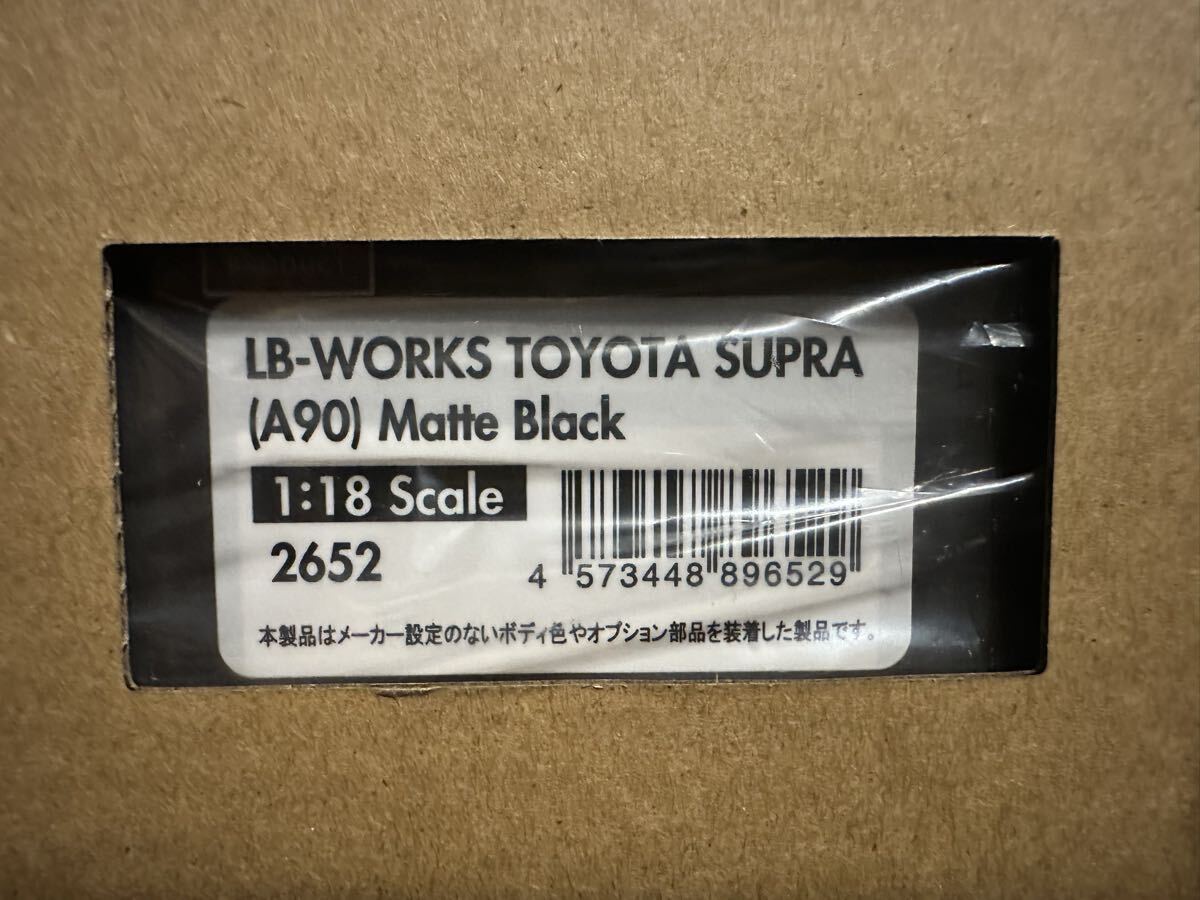 LB-WORKS TOYOTA SUPRA
(A90) Matte Black
1:18 Scale
2652
4 573448 896529
本製品はメーカー設定のないボディ色やオプション部品を装着した製品です。